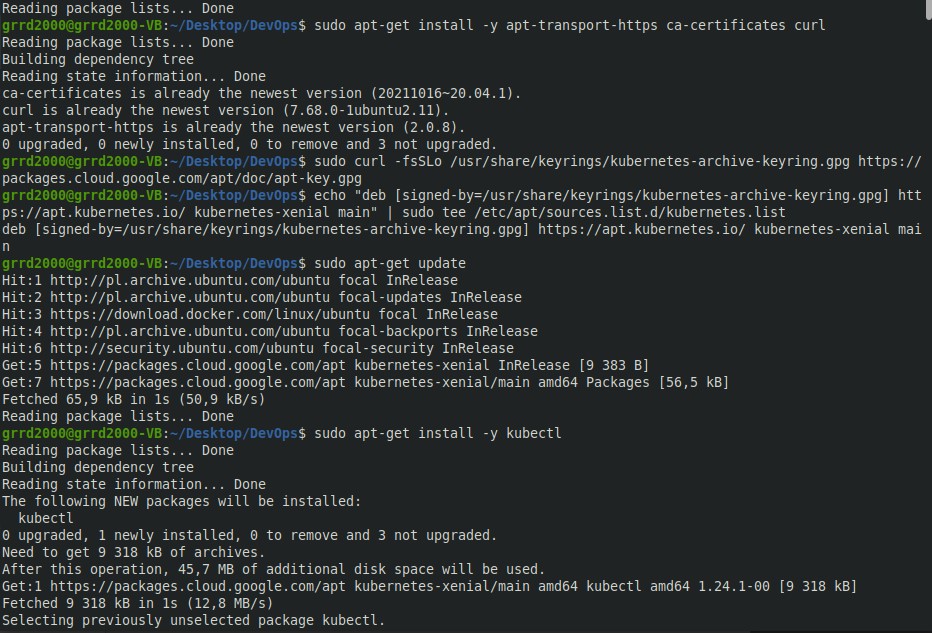 Reading package lists... Done
grrd2000@grrd2000-VB:~/Desktop/DevOps$ sudo apt-get install -y apt-transport-https ca-certificates curl
Reading package lists... Done
Building dependency tree
Reading state information... Done
ca-certificates is already the newest version (20211016~20.04.1).
curl is already the newest version (7.68.0-1ubuntu2.11).
apt-transport-https is already the newest version (2.0.8).
0 upgraded, 0 newly installed, 0 to remove and 3 not upgraded.
grrd2000@grrd2000-VB:~/Desktop/DevOps$ sudo curl -fsSLo /usr/share/keyrings/kubernetes-archive-keyring.gpg https://
packages.cloud.google.com/apt/doc/apt-key.gpg
grrd2000@grrd2000-VB:~/Desktop/DevOps$ echo "deb [signed-by=/usr/share/keyrings/kubernetes-archive-keyring.gpg] htt
ps://apt.kubernetes.io/ kubernetes-xenial main" | sudo tee /etc/apt/sources.list.d/kubernetes.list
deb [signed-by=/usr/share/keyrings/kubernetes-archive-keyring.gpg] https://apt.kubernetes.io/ kubernetes-xenial mai
n
grrd2000@grrd2000-VB:~/Desktop/DevOps$ sudo apt-get update
Hit:1 http://pl.archive.ubuntu.com/ubuntu focal InRelease
Hit:2 http://pl.archive.ubuntu.com/ubuntu focal-updates InRelease
Hit:3 https://download.docker.com/linux/ubuntu focal InRelease
Hit:4 http://pl.archive.ubuntu.com/ubuntu focal-backports InRelease
Hit:6 http://security.ubuntu.com/ubuntu focal-security InRelease
Get:5 https://packages.cloud.google.com/apt kubernetes-xenial InRelease [9 383 B]
Get:7 https://packages.cloud.google.com/apt kubernetes-xenial/main amd64 Packages [56,5 kB]
Fetched 65,9 kB in 1s (50,9 kB/s)
Reading package lists... Done
grrd2000@grrd2000-VB:~/Desktop/DevOps$ sudo apt-get install -y kubectl
Reading package lists... Done
Building dependency tree
Reading state information... Done
The following NEW packages will be installed:
  kubectl
0 upgraded, 1 newly installed, 0 to remove and 3 not upgraded.
Need to get 9 318 kB of archives.
After this operation, 45,7 MB of additional disk space will be used.
Get:1 https://packages.cloud.google.com/apt kubernetes-xenial/main amd64 kubectl amd64 1.24.1-00 [9 318 kB]
Fetched 9 318 kB in 1s (12,8 MB/s)
Selecting previously unselected package kubectl.